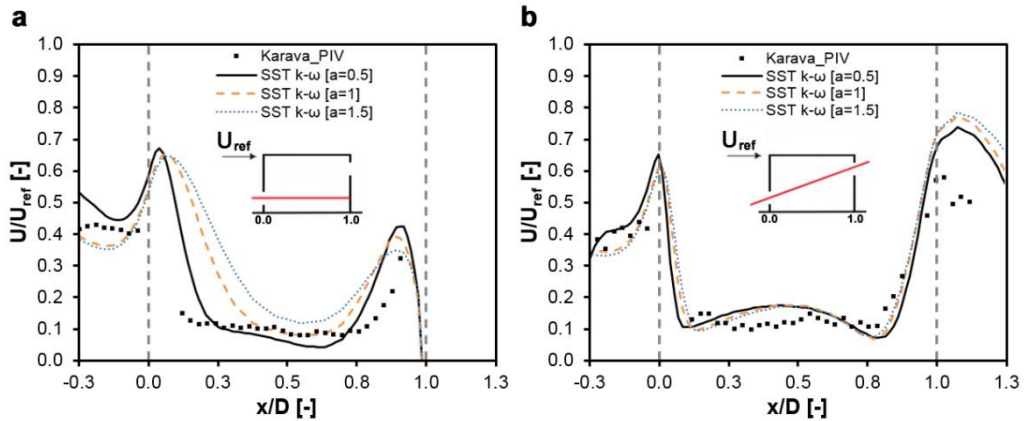 a
1.0
0.9
0.8
0.7
0.6
0.5
0.4
0.3
0.2
0.1
0.0
U/Uref [-]
Karava_PIV
SST k-ω [a=0.5]
SST k-ω [a=1]
SST k-ω [a=1.5]
Uref
0.0 1.0
-0.3 0.0 0.3 0.5 0.8 1.0 1.3
x/D [-]
b
1.0
0.9
0.8
0.7
0.6
0.5
0.4
0.3
0.2
0.1
0.0
U/Uref [-]
Karava_PIV
SST k-ω [a=0.5]
SST k-ω [a=1]
SST k-ω [a=1.5]
Uref
0.0 1.0
-0.3 0.0 0.3 0.5 0.8 1.0 1.3
x/D [-]